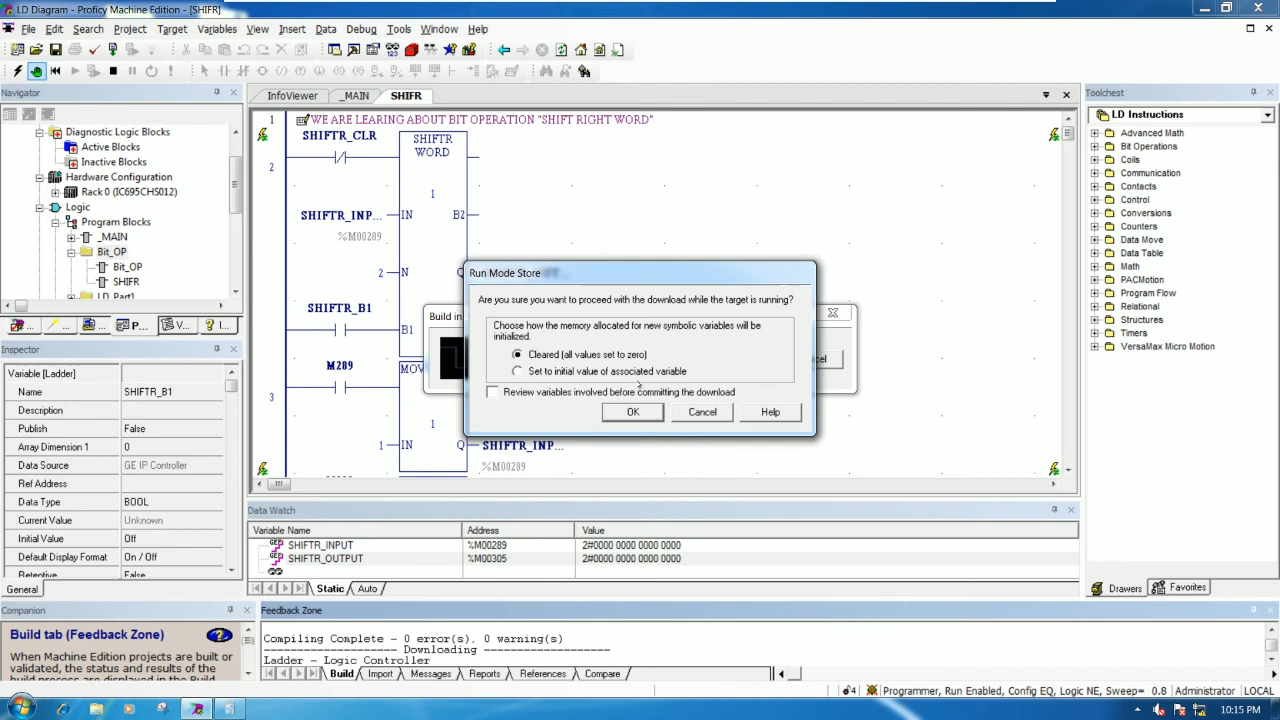 LD Diagram - Proficy Machine Edition - [SHIFR]
File Edit Search Project Target Variables View Insert Data Debug Tools Window Help
Navigator
Diagnostic Logic Blocks
Active Blocks
Inactive Blocks
Hardware Configuration
Rack 0 (IC695CHS012)
Logic
Program Blocks
_MAIN
Bit_OP
Bit_OP
SHIFR
LD_Part1
P...
V...
I...
Inspector
Variable [Ladder]
Name SHIFTR_B1
Description
Publish False
Array Dimension 1 0
Data Source GE IP Controller
Ref Address
Data Type BOOL
Current Value Unknown
Initial Value Off
Default Display Format On / Off
Retentive False
General
Companion
Build tab (Feedback Zone)
When Machine Edition projects are built or
validated, the status and results of the
process are displayed in the Build
InfoViewer _MAIN SHIFR
1 WE ARE LEARING ABOUT BIT OPERATION "SHIFT RIGHT WORD"
SHIFTR_CLR
SHIFTR
WORD
2
1
SHIFTR_INP... IN B2
%M00289
2 N Q
SHIFTR_B1
B1
M289
MOV
3
1
1 IN Q SHIFTR_INP...
%M00289
Build in
Run Mode Store
Are you sure you want to proceed with the download while the target is running?
Choose how the memory allocated for new symbolic variables will be
initialized.
Cleared (all values set to zero)
Set to initial value of associated variable
Review variables involved before committing the download
OK Cancel Help
Data Watch
Variable Name Address Value
SHIFTR_INPUT %M00289 2#0000 0000 0000 0000
SHIFTR_OUTPUT %M00305 2#0000 0000 0000 0000
Static Auto
Feedback Zone
Compiling Complete - 0 error(s), 0 warning(s)
------------------- Downloading ------------------
Ladder - Logic Controller
Build Import Messages Reports References Compare
Toolchest
LD Instructions
Advanced Math
Bit Operations
Coils
Communication
Contacts
Control
Conversions
Counters
Data Move
Data Table
Math
PACMotion
Program Flow
Relational
Structures
Timers
VersaMax Micro Motion
Drawers Favorites
4 Programmer, Run Enabled, Config EQ, Logic NE, Sweep= 0.8 Administrator LOCAL
10:15 PM